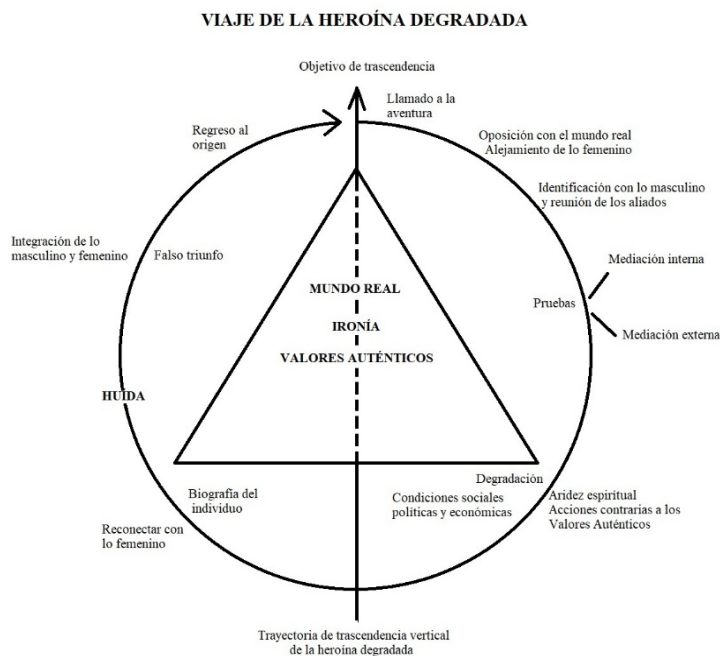 VIAJE DE LA HEROÍNA DEGRADADA
Objetivo de trascendencia
Llamado a la
aventura
Regreso al
origen
Oposición con el mundo real
Alejamiento de lo femenino
Identificación con lo masculino
y reunión de los aliados
Integración de lo
masculino y femenino
Falso triunfo
Mediación interna
Pruebas
Mediación externa
MUNDO REAL
IRONÍA
VALORES AUTÉNTICOS
HUIDA
Degradación
Biografía del
individuo
Condiciones sociales
políticas y económicas
Aridez espiritual
Acciones contrarias a los
Valores Auténticos
Reconectar con
lo femenino
Trayectoria de trascendencia vertical
de la heroína degradada